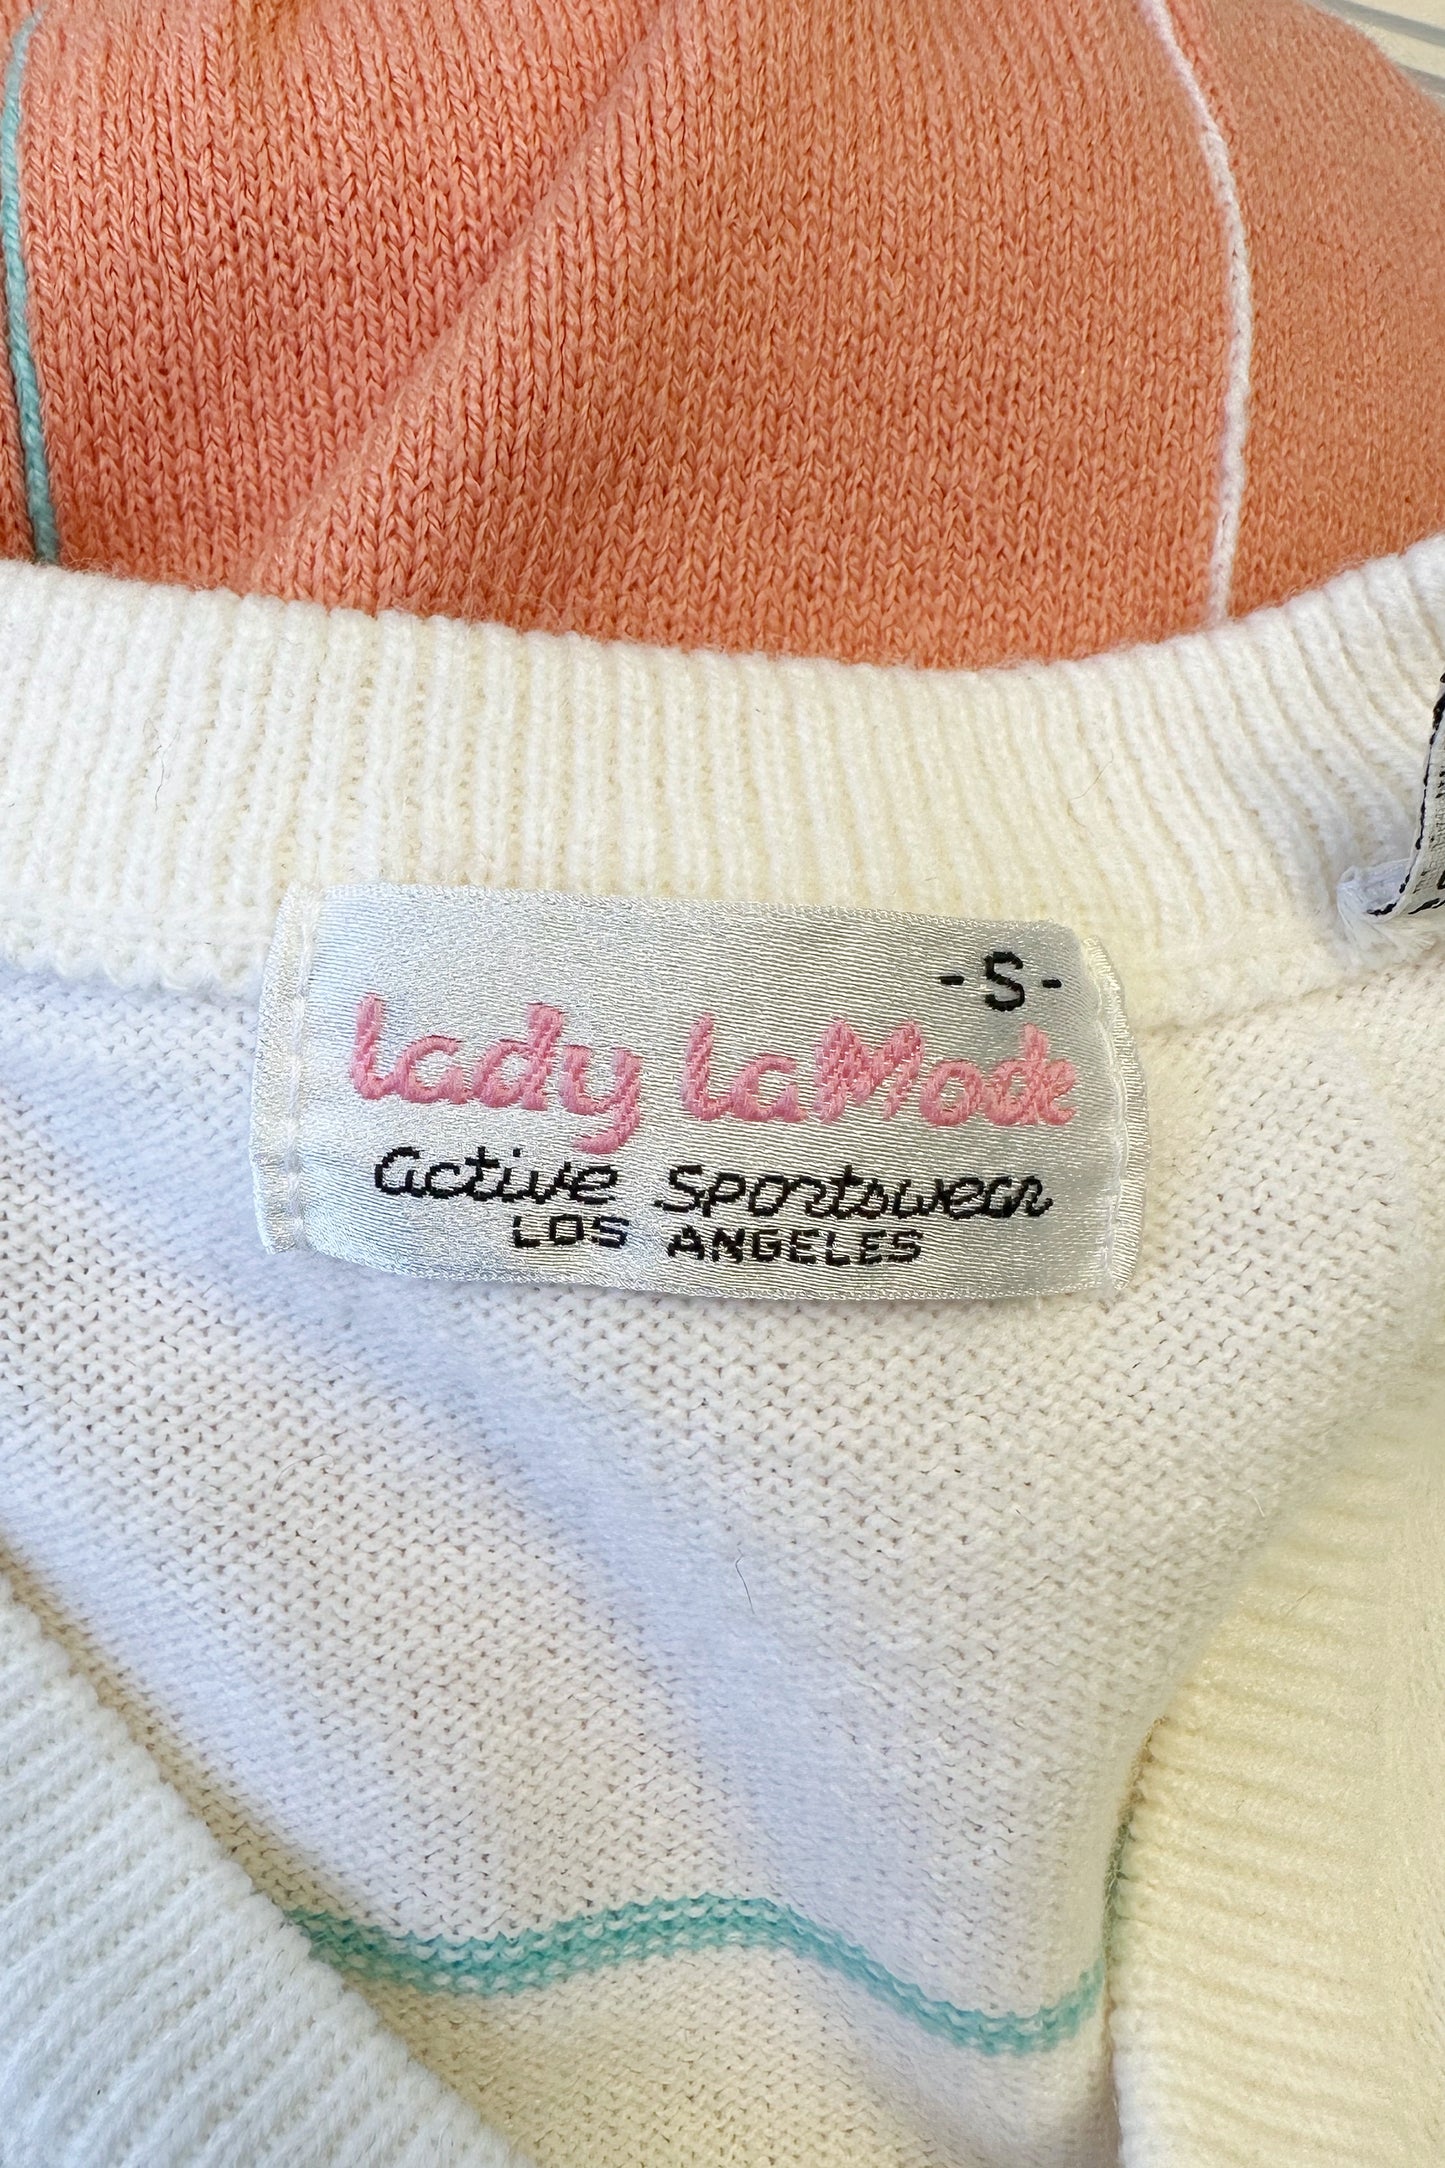 -S-
Lady LaMode
active Sportswear
LOS ANGELES